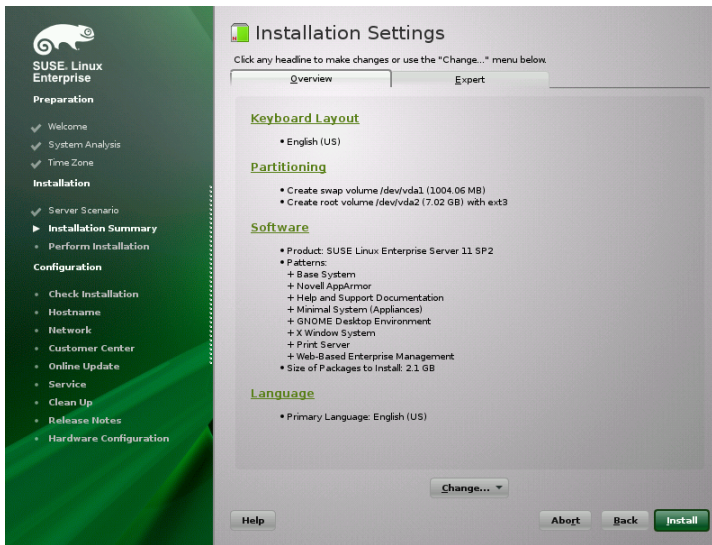 SUSE. Linux
Enterprise
Preparation
Welcome
System Analysis
Time Zone
Installation
Server Scenario
Installation Summary
Perform Installation
Configuration
Check Installation
Hostname
Network
Customer Center
Online Update
Service
Clean Up
Release Notes
Hardware Configuration
Installation Settings
Click any headline to make changes or use the "Change..." menu below.
Overview
Expert
Keyboard Layout
• English (US)
Partitioning
• Create swap volume /dev/vda1 (1004.06 MB)
• Create root volume /dev/vda2 (7.02 GB) with ext3
Software
• Product: SUSE Linux Enterprise Server 11 SP2
• Patterns:
+ Base System
+ Novell AppArmor
+ Help and Support Documentation
+ Minimal System (Appliances)
+ GNOME Desktop Environment
+ X Window System
+ Print Server
+ Web-Based Enterprise Management
• Size of Packages to Install: 2.1 GB
Language
• Primary Language: English (US)
Change...
Help
Abort
Back
Install